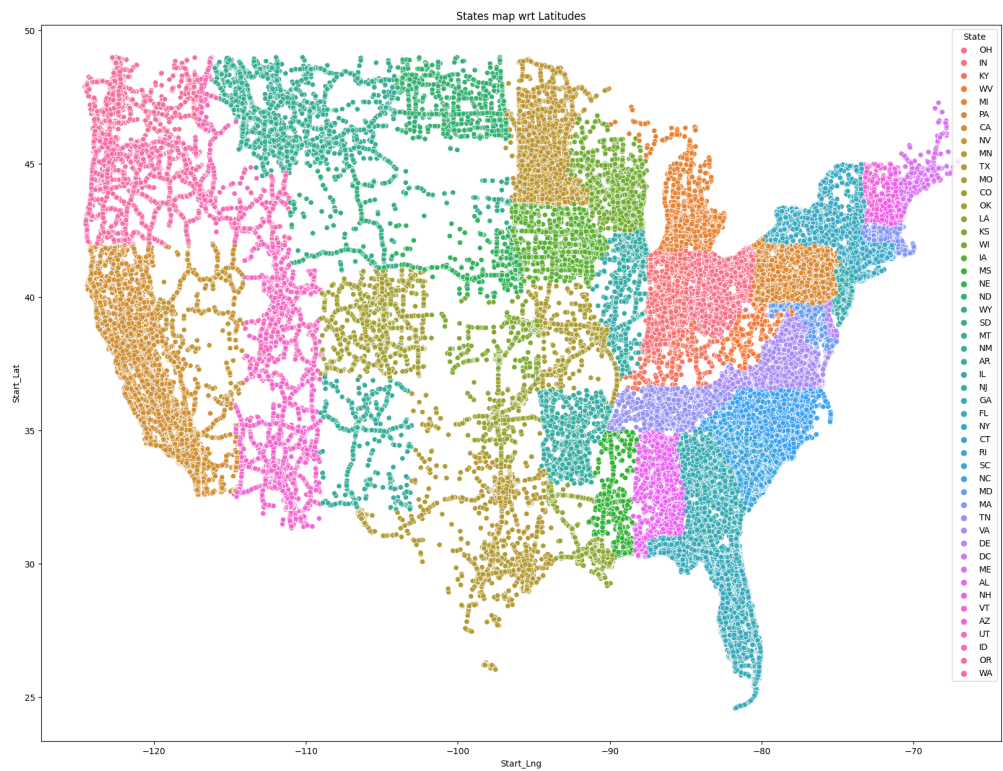 States map wrt Latitudes
50
45
40
35
30
25
Start_Lat
−120
−110
−100
−90
−80
−70
Start_Lng
State
OH
IN
KY
WV
MI
PA
CA
NV
MN
TX
MO
CO
OK
LA
KS
WI
IA
MS
NE
ND
WY
SD
MT
NM
AR
IL
NJ
GA
FL
NY
CT
RI
SC
NC
MD
MA
TN
VA
DE
DC
ME
AL
NH
VT
AZ
UT
ID
OR
WA